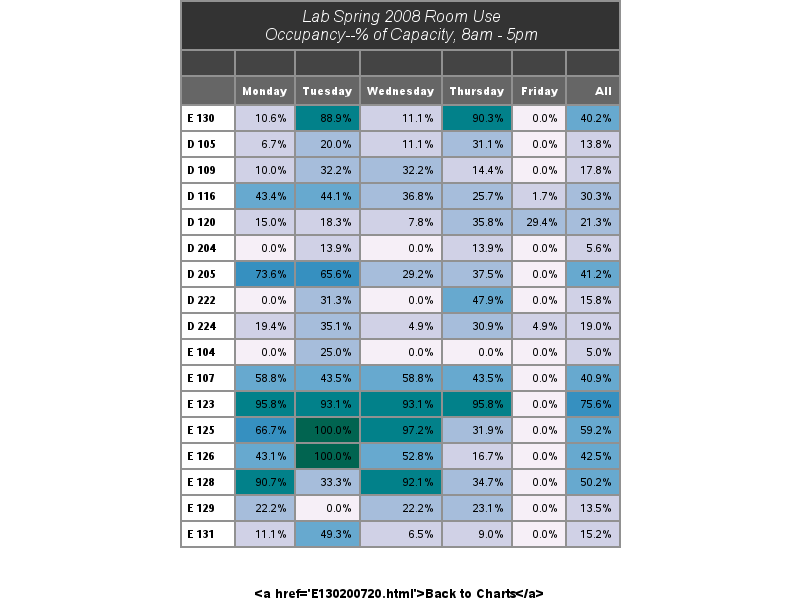 Lab Spring 2008 Room Use
Occupancy--% of Capacity, 8am - 5pm
Monday Tuesday Wednesday Thursday Friday All
E 130 10.6% 88.9% 11.1% 90.3% 0.0% 40.2%
D 105 6.7% 20.0% 11.1% 31.1% 0.0% 13.8%
D 109 10.0% 32.2% 32.2% 14.4% 0.0% 17.8%
D 116 43.4% 44.1% 36.8% 25.7% 1.7% 30.3%
D 120 15.0% 18.3% 7.8% 35.8% 29.4% 21.3%
D 204 0.0% 13.9% 0.0% 13.9% 0.0% 5.6%
D 205 73.6% 65.6% 29.2% 37.5% 0.0% 41.2%
D 222 0.0% 31.3% 0.0% 47.9% 0.0% 15.8%
D 224 19.4% 35.1% 4.9% 30.9% 4.9% 19.0%
E 104 0.0% 25.0% 0.0% 0.0% 0.0% 5.0%
E 107 58.8% 43.5% 58.8% 43.5% 0.0% 40.9%
E 123 95.8% 93.1% 93.1% 95.8% 0.0% 75.6%
E 125 66.7% 100.0% 97.2% 31.9% 0.0% 59.2%
E 126 43.1% 100.0% 52.8% 16.7% 0.0% 42.5%
E 128 90.7% 33.3% 92.1% 34.7% 0.0% 50.2%
E 129 22.2% 0.0% 22.2% 23.1% 0.0% 13.5%
E 131 11.1% 49.3% 6.5% 9.0% 0.0% 15.2%
<a href='E130200720.html'>Back to Charts</a>